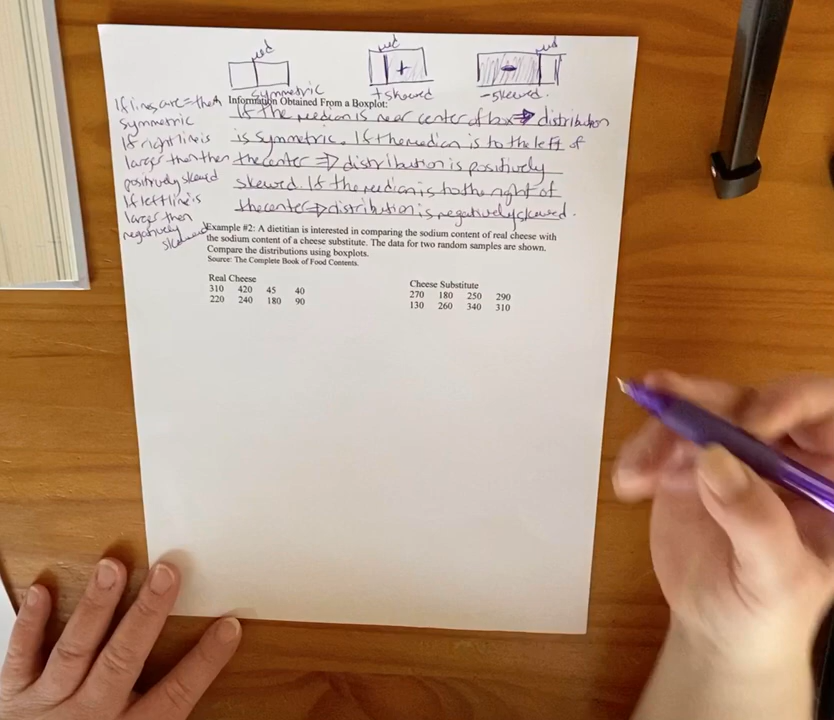 med med med
+
-
symmetric +skewed -skewed.
Information Obtained From a Boxplot:
If the median is near center of box ⇒ distribution
is symmetric. If the median is to the left of
the center ⇒ distribution is positively
skewed. If the median is to the right of
the center ⇒ distribution is negatively skewed.
If lines are = then
symmetric
If right line is
larger then then
positively skewed
If left line is
larger then
negatively
skewed
Example #2: A dietitian is interested in comparing the sodium content of real cheese with
the sodium content of a cheese substitute. The data for two random samples are shown.
Compare the distributions using boxplots.
Source: The Complete Book of Food Contents.
Real Cheese
310 420 45 40
220 240 180 90
Cheese Substitute
270 180 250 290
130 260 340 310